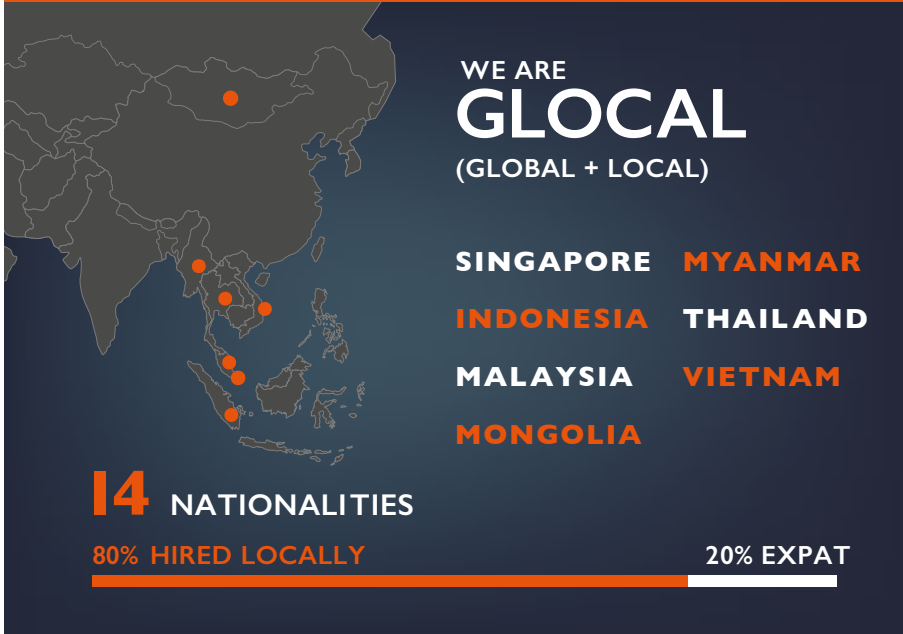 WE ARE
GLOCAL
(GLOBAL + LOCAL)
SINGAPORE MYANMAR
INDONESIA THAILAND
MALAYSIA VIETNAM
MONGOLIA
14 NATIONALITIES
80% HIRED LOCALLY 20% EXPAT